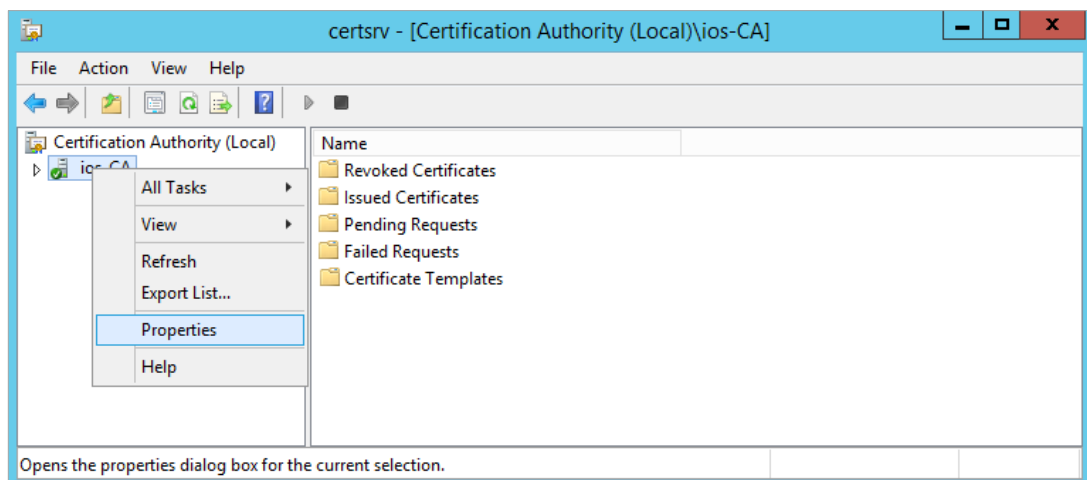 certsrv - [Certification Authority (Local)\ios-CA]
File Action View Help
Certification Authority (Local)
ios-CA
All Tasks
View
Refresh
Export List...
Properties
Help
Name
Revoked Certificates
Issued Certificates
Pending Requests
Failed Requests
Certificate Templates
Opens the properties dialog box for the current selection.